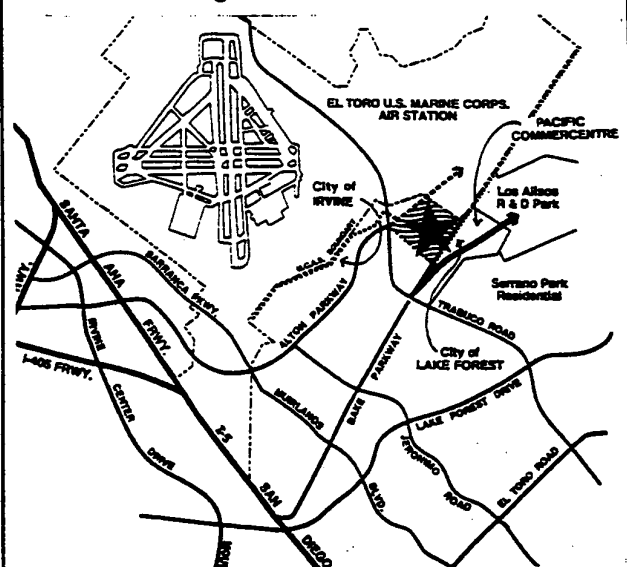 EL TORO U.S. MARINE CORPS.
AIR STATION
PACIFIC
COMMERCENTRE
City of
IRVINE
Los Alisos
R & D Park
SANTA
ANA
FRWY.
BARRANCA PKWY.
BOUNDARY
ALTON PARKWAY
Serrano Park
Residential
TRABUCO ROAD
City of
LAKE FOREST
WY.
I-405 FRWY.
IRVINE
CENTER
DRIVE
BAKE PARKWAY
LAKE FOREST DRIVE
MUIRLANDS
BLVD.
JERONIMO
ROAD
EL TORO ROAD
I-5
SAN
DIEGO